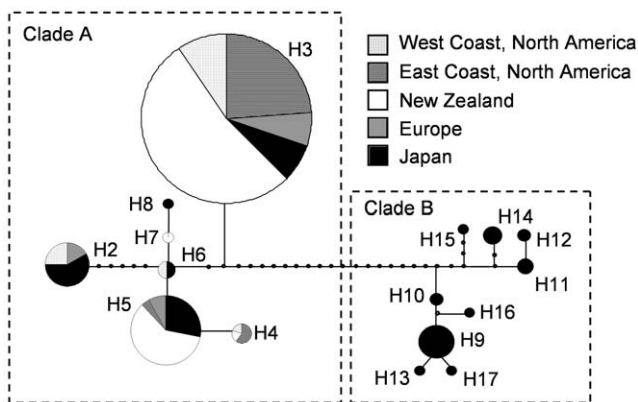 Clade A
H3
West Coast, North America
East Coast, North America
New Zealand
Europe
Japan
H8
H7
H2
H6
H5
H4
Clade B
H15
H14
H12
H11
H10
H16
H9
H13
H17